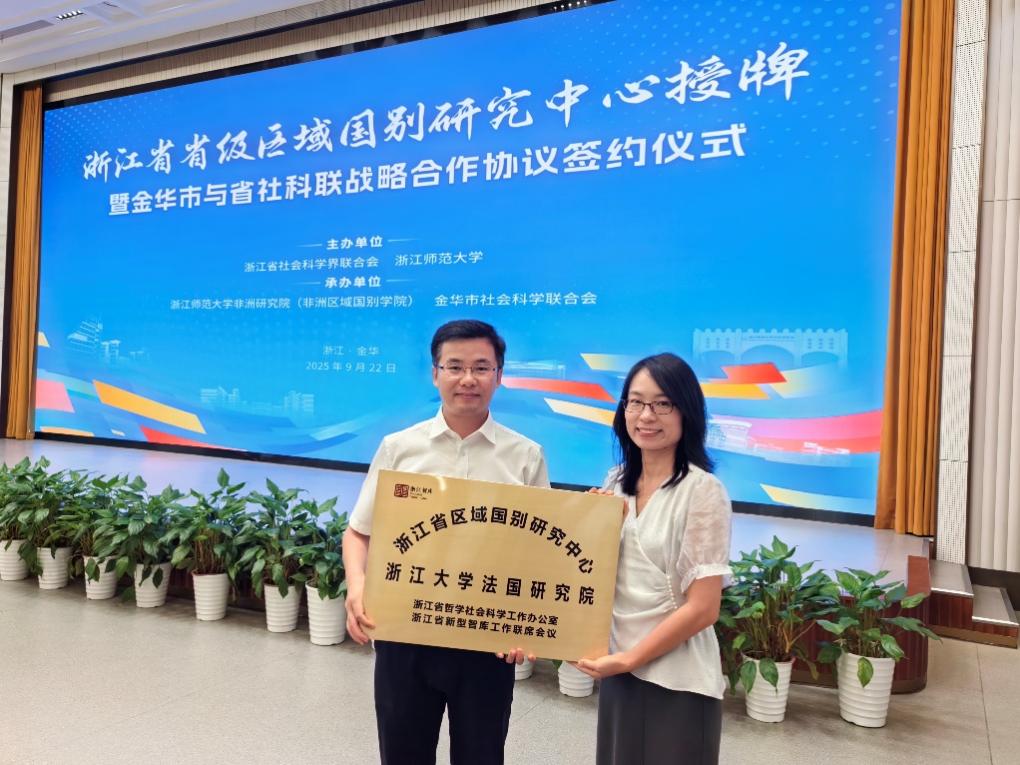 浙江省省级区域国别研究中心授牌
暨金华市与省社科联战略合作协议签约仪式
主办单位
浙江省社会科学界联合会 浙江师范大学
承办单位
浙江师范大学非洲研究院（非洲区域国别学院） 金华市社会科学联合会
浙江·金华
2025年9月22日
浙江智库
浙江省区域国别研究中心
浙江大学法国研究院
浙江省哲学社会科学工作办公室
浙江省新型智库工作联席会议